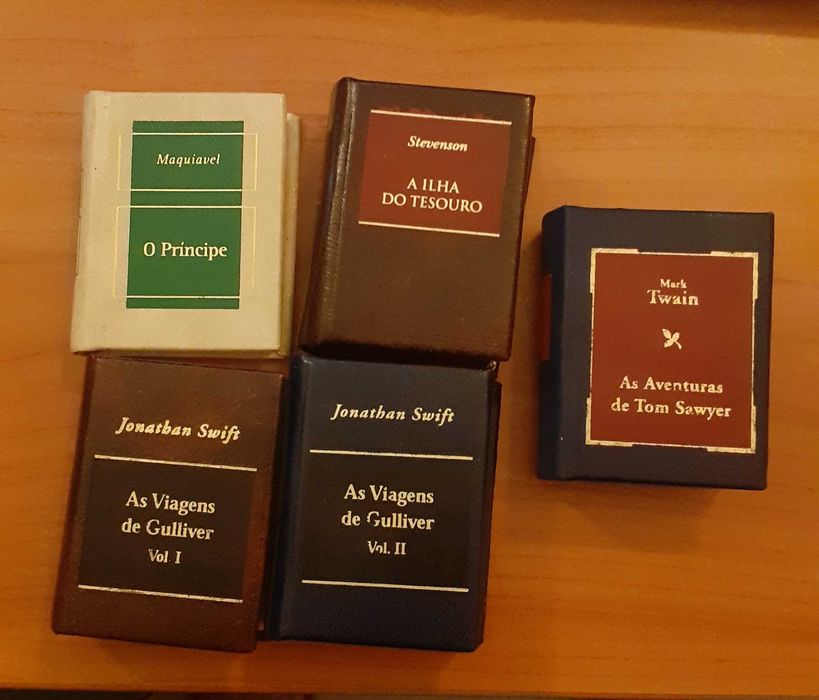 Maquiavel
O Príncipe
Stevenson
A ILHA
DO TESOURO
Mark
Twain
As Aventuras
de Tom Sawyer
Jonathan Swift
As Viagens
de Gulliver
Vol. I
Jonathan Swift
As Viagens
de Gulliver
Vol. II